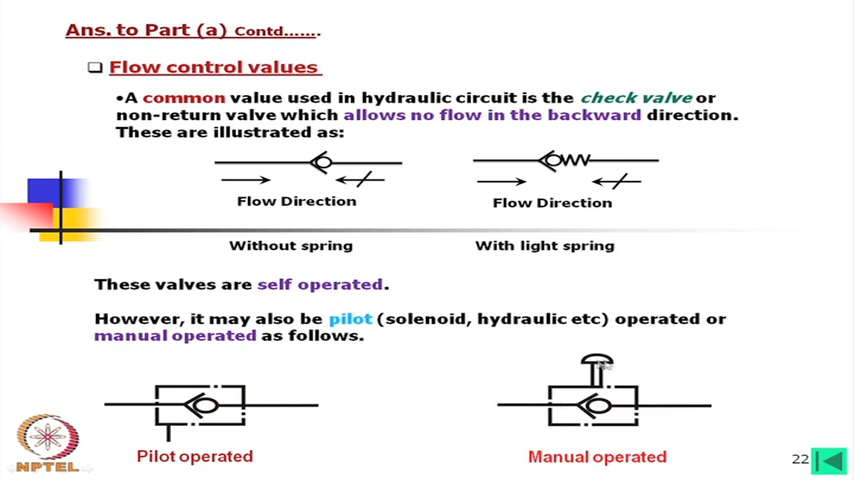 Ans. to Part (a) Contd…….
❑ Flow control values
•A common value used in hydraulic circuit is the check valve or
non-return valve which allows no flow in the backward direction.
These are illustrated as:
Flow Direction
Flow Direction
Without spring
With light spring
These valves are self operated.
However, it may also be pilot (solenoid, hydraulic etc) operated or
manual operated as follows.
Pilot operated
Manual operated
NPTEL
22